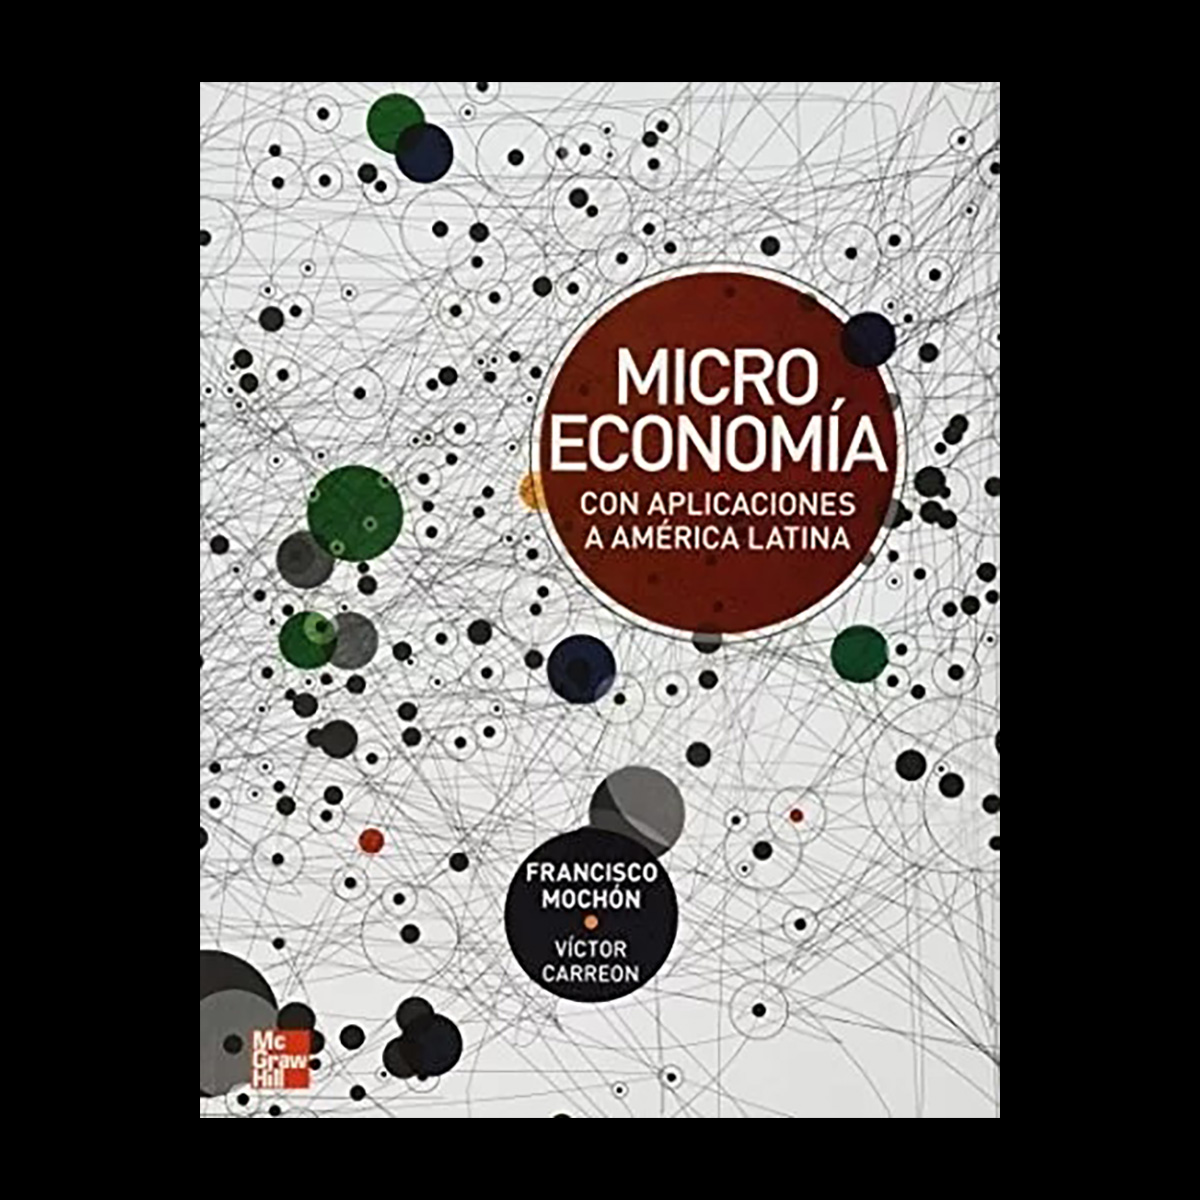 MICRO
ECONOMÍA
CON APLICACIONES
A AMÉRICA LATINA
FRANCISCO
MOCHÓN
VÍCTOR
CARREON
Mc
Graw
Hill